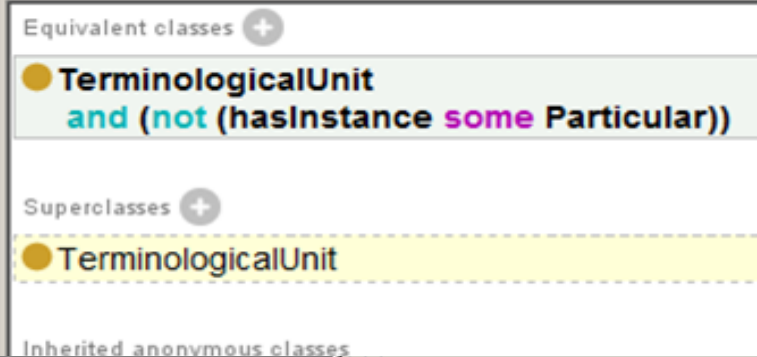 Equivalent classes
TerminologicalUnit
and (not (hasInstance some Particular))
Superclasses
TerminologicalUnit
Inherited anonymous classes